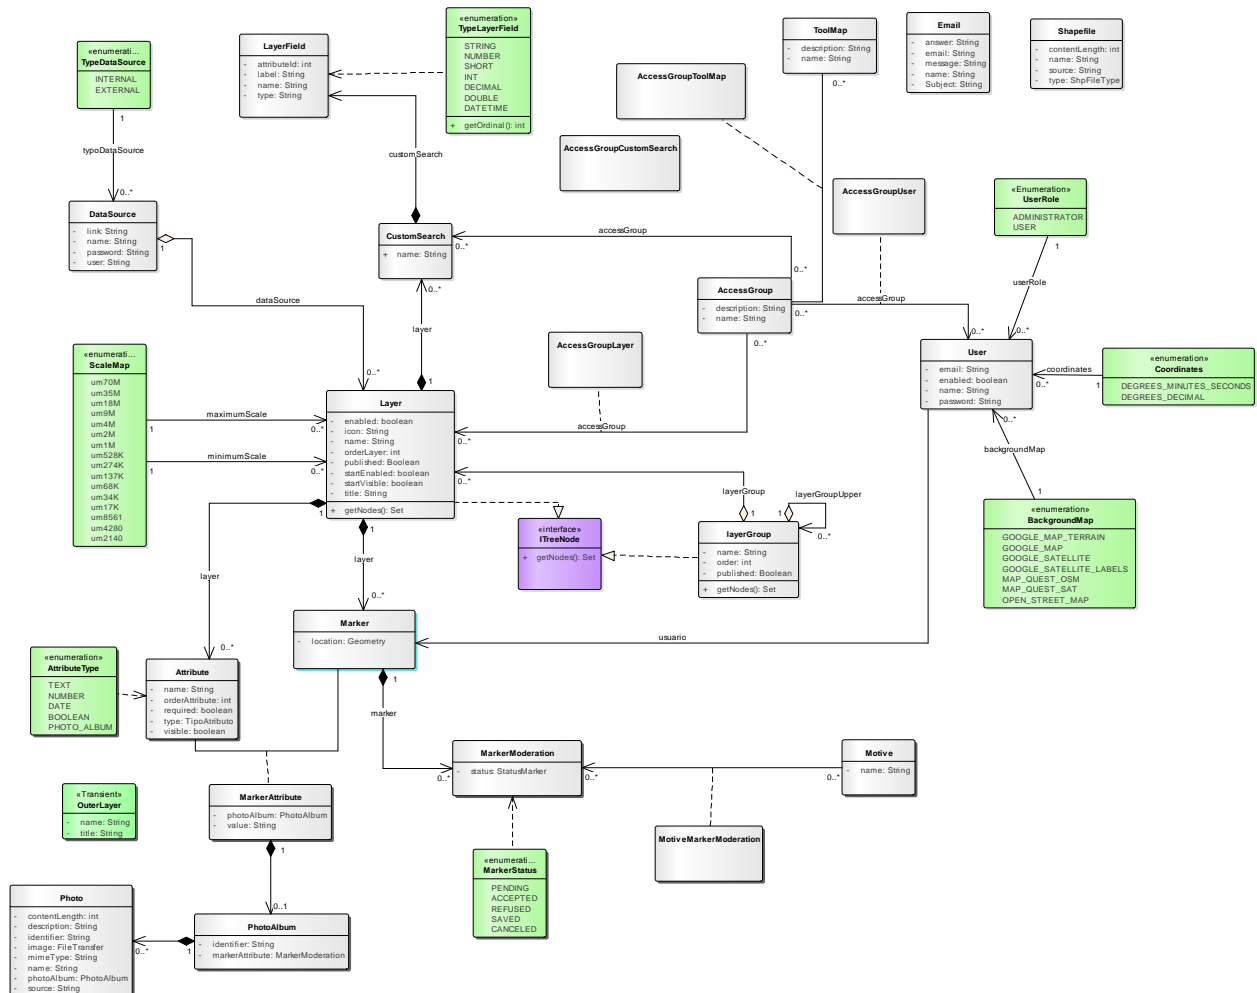 «enumerati...
TypeDataSource
INTERNAL
EXTERNAL
1
typoDataSource
0..*
DataSource
- link: String
- name: String
- password: String
- user: String
1
dataSource
0..*
LayerField
- attributeId: int
- label: String
- name: String
- type: String
«enumeration»
TypeLayerField
STRING
NUMBER
SHORT
INT
DECIMAL
DOUBLE
DATETIME
+ getOrdinal(): int
customSearch
CustomSearch
+ name: String
0..*
0..*
layer
1
AccessGroupToolMap
AccessGroupCustomSearch
ToolMap
- description: String
- name: String
0..*
Email
- answer: String
- email: String
- message: String
- name: String
- Subject: String
Shapefile
- contentLength: int
- name: String
- source: String
- type: ShpFileType
AccessGroupUser
«Enumeration»
UserRole
ADMINISTRATOR
USER
1
userRole
0..*
accessGroup
0..*
AccessGroup
- description: String
- name: String
0..*
0..*
accessGroup
0..*
User
- email: String
- enabled: boolean
- name: String
- password: String
coordinates
0..*
1
«enumeration»
Coordinates
DEGREES_MINUTES_SECONDS
DEGREES_DECIMAL
0..*
backgroundMap
1
«enumeration»
BackgroundMap
GOOGLE_MAP_TERRAIN
GOOGLE_MAP
GOOGLE_SATELLITE
GOOGLE_SATELLITE_LABELS
MAP_QUEST_OSM
MAP_QUEST_SAT
OPEN_STREET_MAP
AccessGroupLayer
accessGroup
0..*
«enumerati...
ScaleMap
um70M
um35M
um18M
um9M
um4M
um2M
um1M
um528K
um274K
um137K
um68K
um34K
um17K
um8561
um4280
um2140
maximumScale
1
0..*
minimumScale
1
0..*
Layer
- enabled: boolean
- icon: String
- name: String
- orderLayer: int
- published: Boolean
- startEnabled: boolean
- startVisible: boolean
- title: String
+ getNodes(): Set
0..*
layerGroup
1
layerGroupUpper
1
0..*
«interface»
ITreeNode
+ getNodes(): Set
layerGroup
- name: String
- order: int
- published: Boolean
+ getNodes(): Set
1
layer
0..*
1
layer
0..*
Marker
- location: Geometry
usuario
«enumeration»
AttributeType
TEXT
NUMBER
DATE
BOOLEAN
PHOTO_ALBUM
Attribute
- name: String
- orderAttribute: int
- required: boolean
- type: TipoAtributo
- visible: boolean
1
marker
0..*
MarkerModeration
- status: StatusMarker
0..*
0..*
Motive
- name: String
MotiveMarkerModeration
«enumerati...
MarkerStatus
PENDING
ACCEPTED
REFUSED
SAVED
CANCELED
«Transient»
OuterLayer
- name: String
- title: String
MarkerAttribute
- photoAlbum: PhotoAlbum
- value: String
1
0..1
PhotoAlbum
- identifier: String
- markerAttribute: MarkerModeration
1
0..*
Photo
- contentLength: int
- description: String
- identifier: String
- image: FileTransfer
- mimeType: String
- name: String
- photoAlbum: PhotoAlbum
- source: String